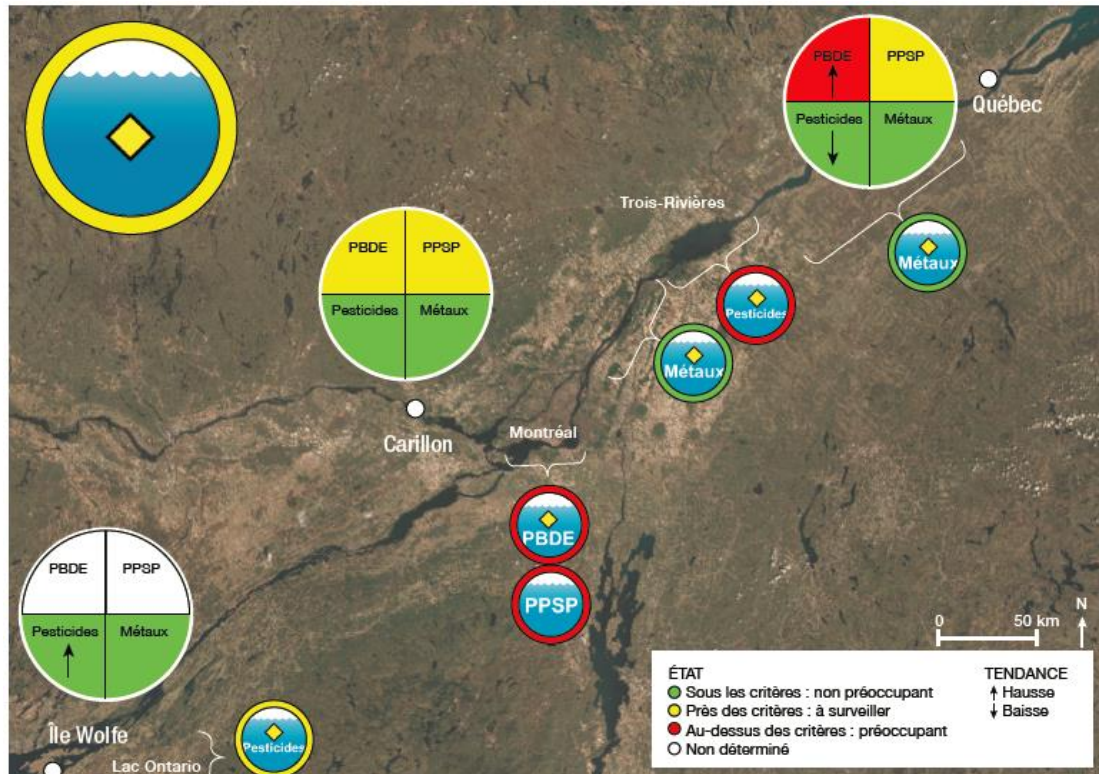 PBDE
PPSP
Québec
Pesticides
Métaux
Trois-Rivières
Métaux
PBDE
PPSP
Pesticides
Pesticides
Métaux
Métaux
Carillon
Montréal
PBDE
PPSP
PBDE
PPSP
Pesticides
Métaux
0 50 km
N
ÉTAT
Sous les critères : non préoccupant
Près des critères : à surveiller
Au-dessus des critères : préoccupant
Non déterminé
TENDANCE
Hausse
Baisse
Île Wolfe
Pesticides
Lac Ontario